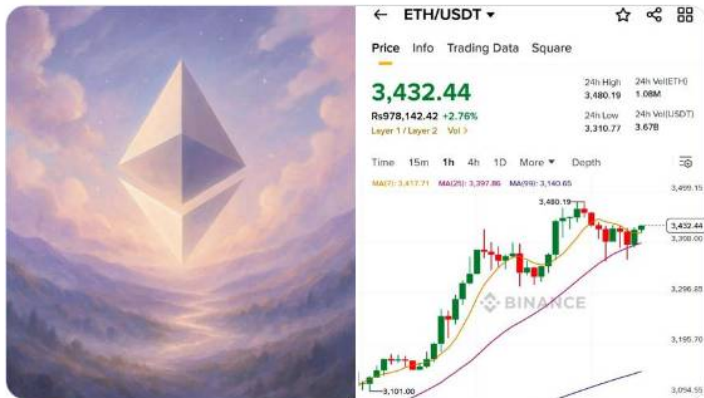 ETH/USDT
Price Info Trading Data Square
3,432.44
Rs978,142.42 +2.76%
Layer 1 / Layer 2 Vol
24h High 24h Vol(ETH)
3,480.19 1.08M
24h Low 24h Vol(USDT)
3,310.77 3.67B
Time 15m 1h 4h 1D More Depth
MA(7): 3,417.71 MA(25): 3,397.86 MA(99): 3,140.65
3,499.15
3,480.19
3,432.44
3,398.00
3,296.85
BINANCE
3,195.70
3,101.00
3,094.55